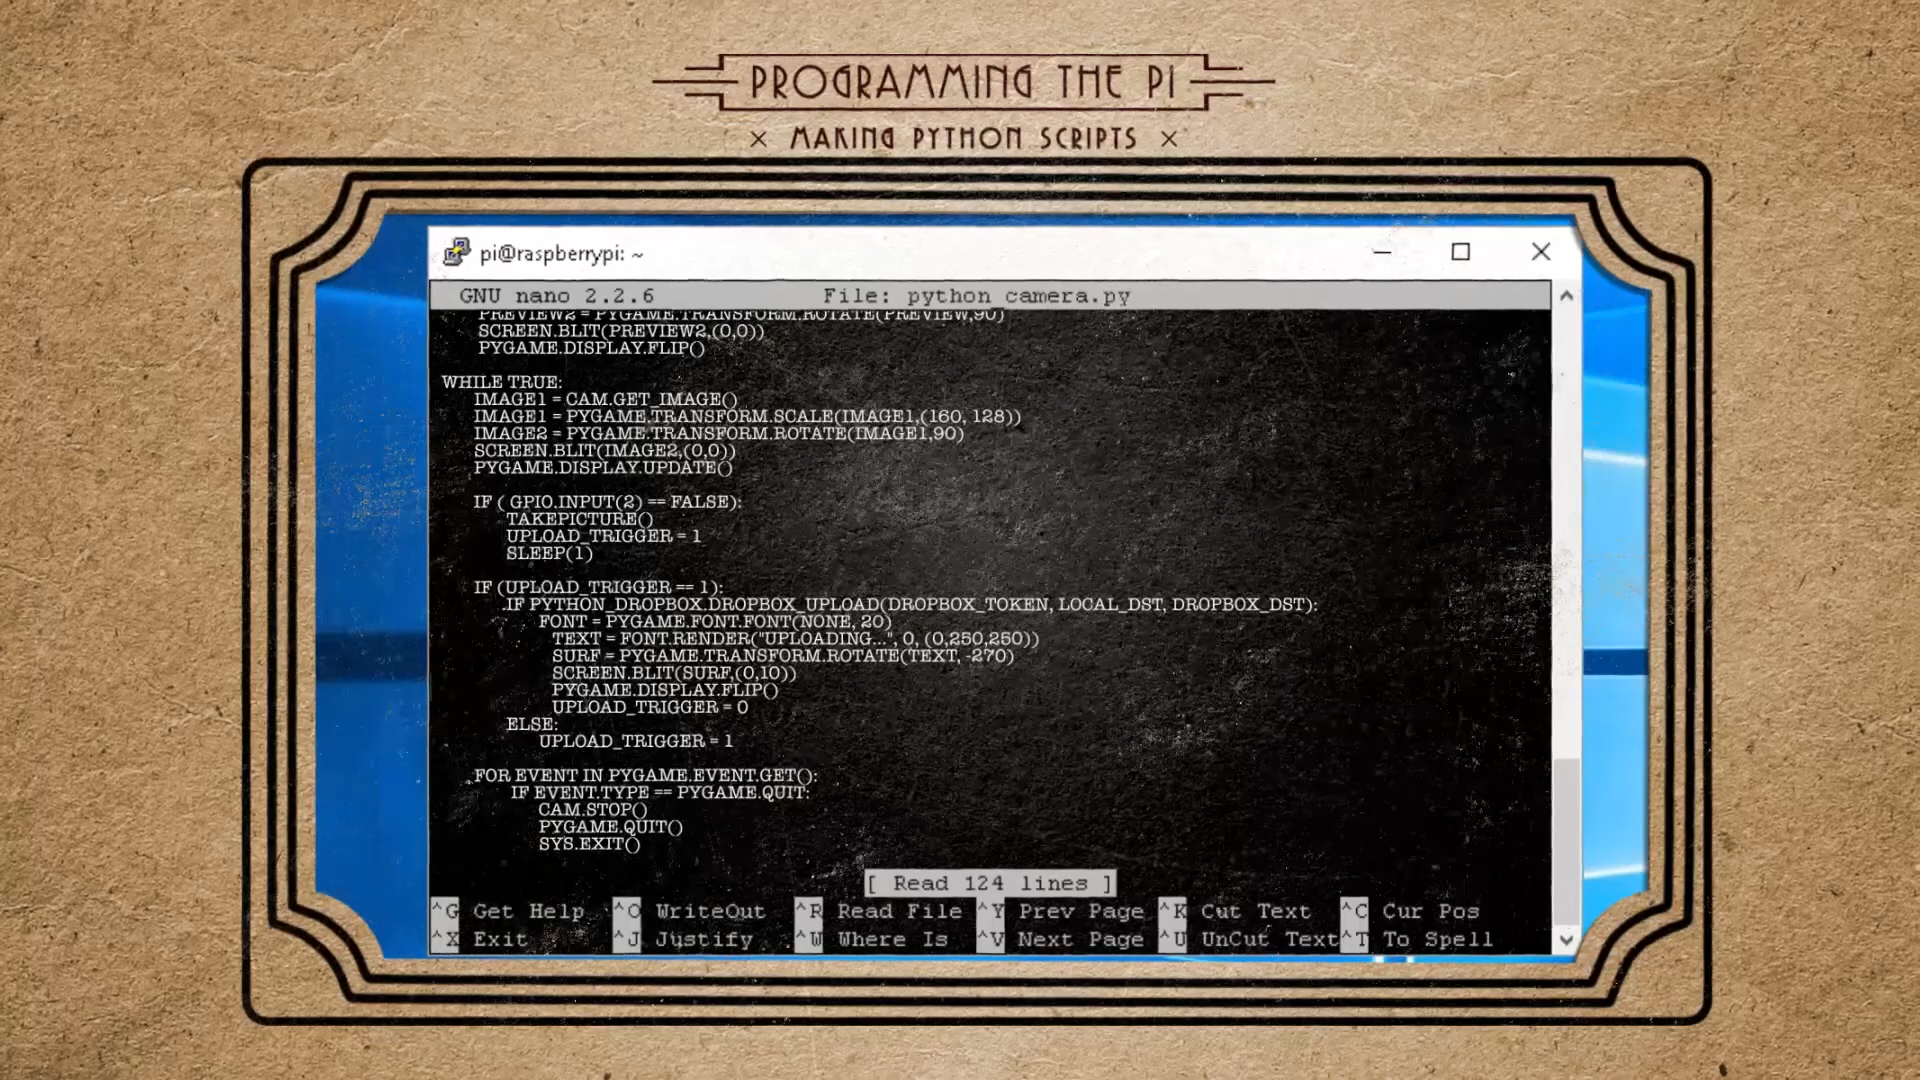 PROGRAMMING THE PI
× MAKING PYTHON SCRIPTS ×
pi@raspberrypi: ~
GNU nano 2.2.6 File: python_camera.py
PREVIEW2 = PYGAME.TRANSFORM.ROTATE(PREVIEW,90)
SCREEN.BLIT(PREVIEW2,(0,0))
PYGAME.DISPLAY.FLIP()
WHILE TRUE:
IMAGE1 = CAM.GET_IMAGE()
IMAGE1 = PYGAME.TRANSFORM.SCALE(IMAGE1,(160, 128))
IMAGE2 = PYGAME.TRANSFORM.ROTATE(IMAGE1,90)
SCREEN.BLIT(IMAGE2,(0,0))
PYGAME.DISPLAY.UPDATE()
IF ( GPIO.INPUT(2) == FALSE):
TAKEPICTURE()
UPLOAD_TRIGGER = 1
SLEEP(1)
IF (UPLOAD_TRIGGER == 1):
IF PYTHON_DROPBOX.DROPBOX_UPLOAD(DROPBOX_TOKEN, LOCAL_DST, DROPBOX_DST):
FONT = PYGAME.FONT.FONT(NONE, 20)
TEXT = FONT.RENDER("UPLOADING...", 0, (0,250,250))
SURF = PYGAME.TRANSFORM.ROTATE(TEXT, -270)
SCREEN.BLIT(SURF,(0,10))
PYGAME.DISPLAY.FLIP()
UPLOAD_TRIGGER = 0
ELSE:
UPLOAD_TRIGGER = 1
FOR EVENT IN PYGAME.EVENT.GET():
IF EVENT.TYPE == PYGAME.QUIT:
CAM.STOP()
PYGAME.QUIT()
SYS.EXIT()
[ Read 124 lines ]
^G Get Help ^O WriteOut ^R Read File ^Y Prev Page ^K Cut Text ^C Cur Pos
^X Exit ^J Justify ^W Where Is ^V Next Page ^U UnCut Text ^T To Spell